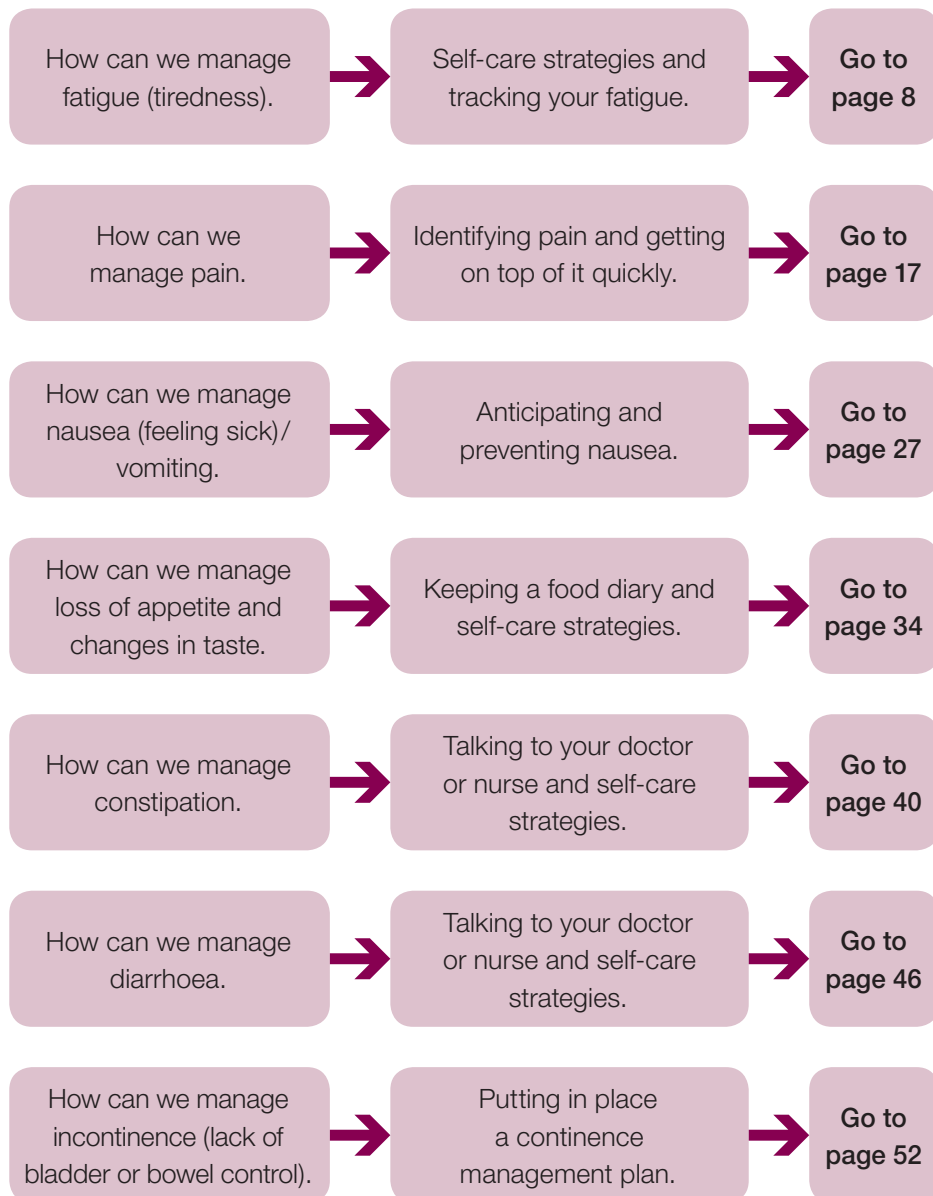 How can we manage
fatigue (tiredness).
Self-care strategies and
tracking your fatigue.
Go to
page 8
How can we
manage pain.
Identifying pain and getting
on top of it quickly.
Go to
page 17
How can we manage
nausea (feeling sick)/
vomiting.
Anticipating and
preventing nausea.
Go to
page 27
How can we manage
loss of appetite and
changes in taste.
Keeping a food diary and
self-care strategies.
Go to
page 34
How can we manage
constipation.
Talking to your doctor
or nurse and self-care
strategies.
Go to
page 40
How can we manage
diarrhoea.
Talking to your doctor
or nurse and self-care
strategies.
Go to
page 46
How can we manage
incontinence (lack of
bladder or bowel control).
Putting in place
a continence
management plan.
Go to
page 52